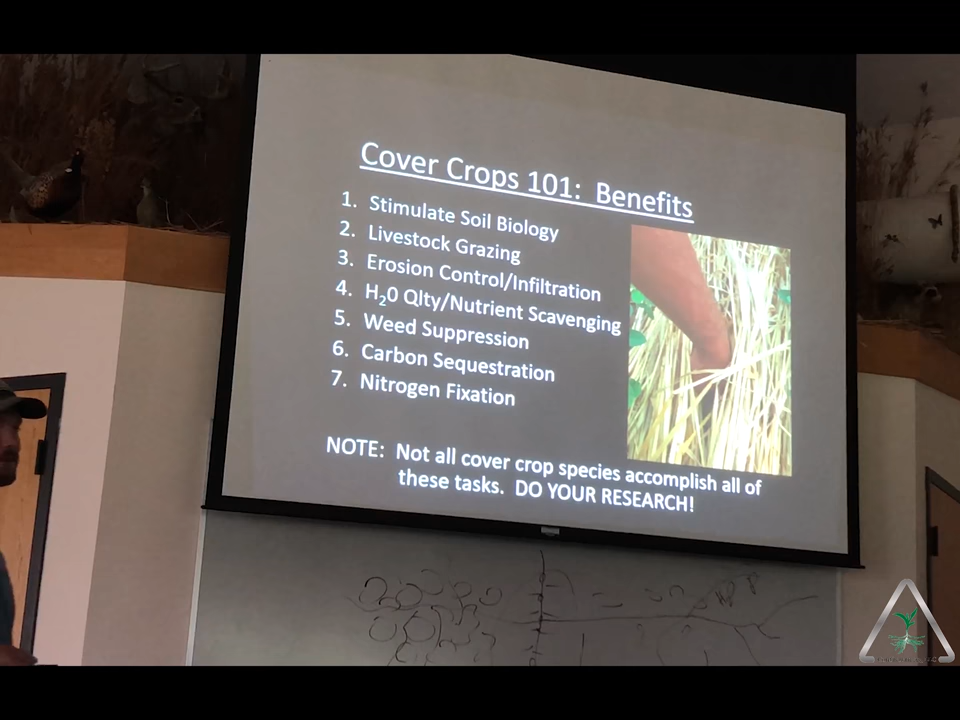 Cover Crops 101: Benefits
1. Stimulate Soil Biology
2. Livestock Grazing
3. Erosion Control/Infiltration
4. H₂0 Qlty/Nutrient Scavenging
5. Weed Suppression
6. Carbon Sequestration
7. Nitrogen Fixation
NOTE: Not all cover crop species accomplish all of
these tasks. DO YOUR RESEARCH!